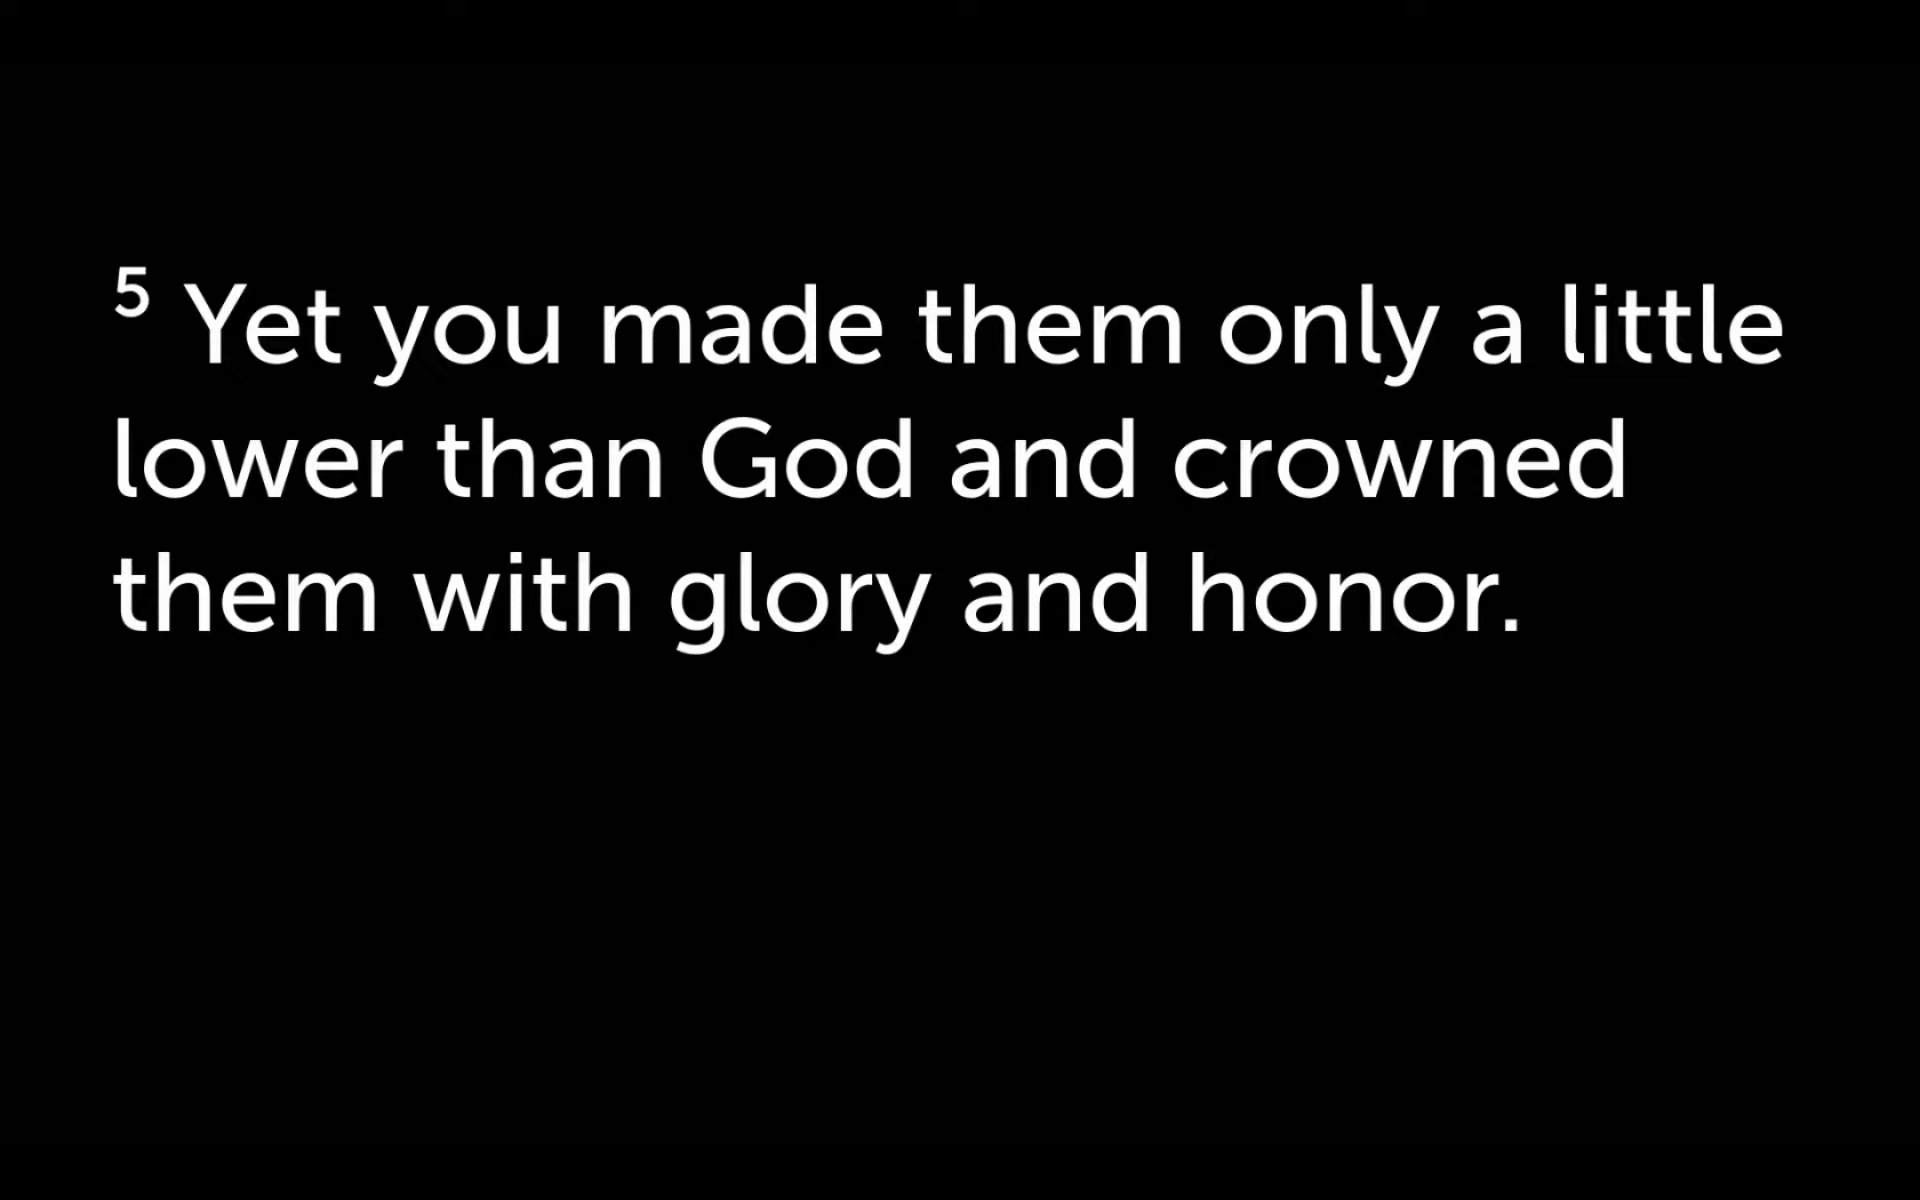 ⁵ Yet you made them only a little
lower than God and crowned
them with glory and honor.